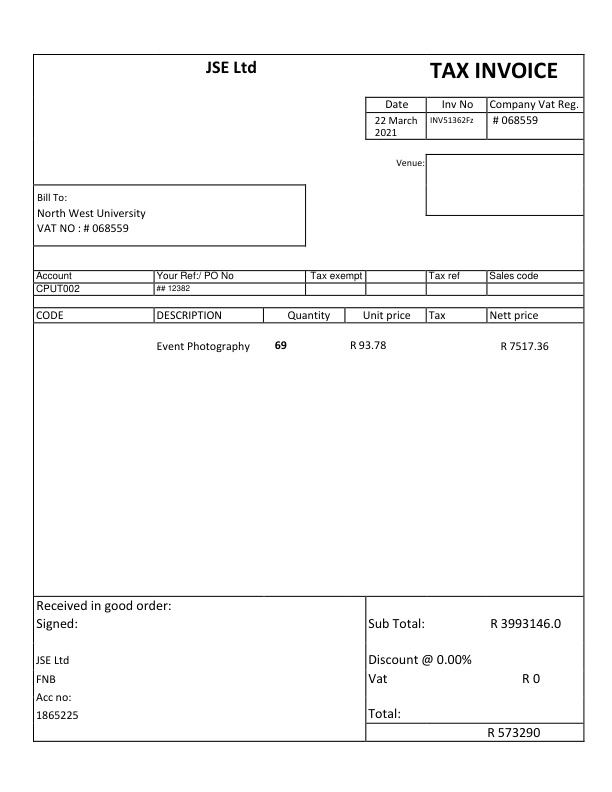 JSE Ltd
TAX INVOICE
Date Inv No Company Vat Reg.
22 March 2021 INV51362Fz # 068559
Venue:
Bill To:
North West University
VAT NO : # 068559
Account Your Ref:/ PO No Tax exempt Tax ref Sales code
CPUT002 ## 12382
CODE DESCRIPTION Quantity Unit price Tax Nett price
Event Photography 69 R 93.78 R 7517.36
Received in good order:
Signed:
JSE Ltd
FNB
Acc no:
1865225
Sub Total: R 3993146.0
Discount @ 0.00%
Vat R 0
Total:
R 573290